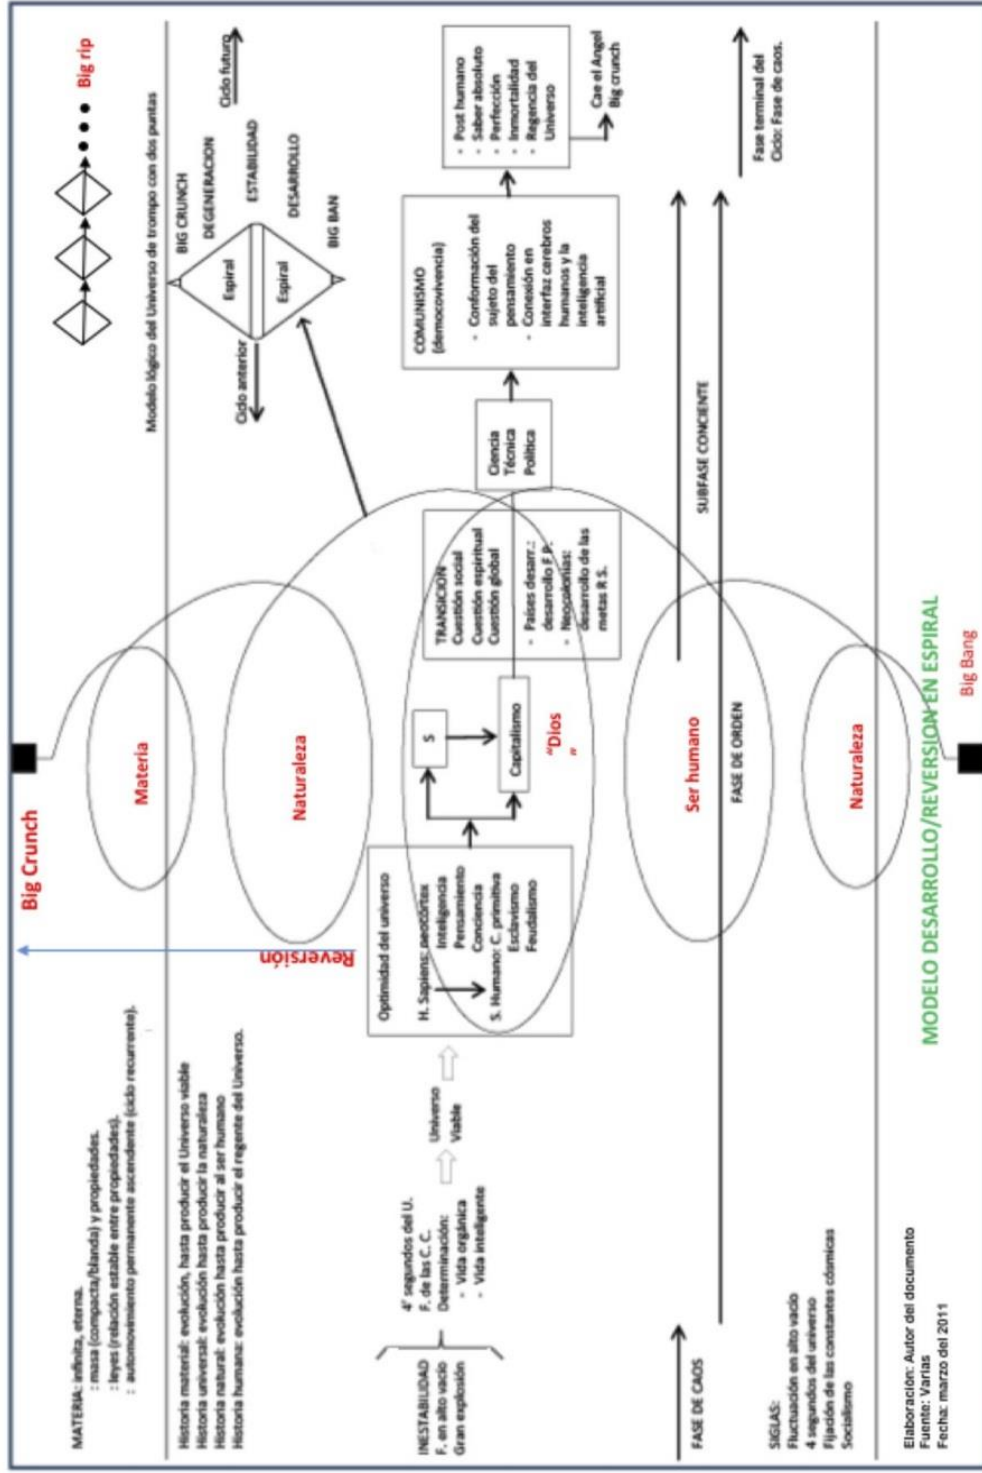 MATERIA: infinita, eterna.
: masa (compacta/blanda) y propiedades.
: leyes (relación estable entre propiedades).
: automovimiento permanente ascendente (ciclo recurrente).
Big Crunch
Big rip
Modelo lógico del Universo de trompo con dos puntas
Historia material: evolución, hasta producir el Universo viable
Historia universal: evolución hasta producir la naturaleza
Historia natural: evolución hasta producir al ser humano
Historia humana: evolución hasta producir el regente del Universo.
Reversión
Materia
Naturaleza
BIG CRUNCH
DEGENERACION
ESTABILIDAD
DESARROLLO
BIG BAN
Espiral
Espiral
Ciclo anterior
Ciclo futuro
INESTABILIDAD
F. en alto vacío
Gran explosión
4' segundos del U.
F. de las C. C.
Determinación:
- Vida orgánica
- Vida inteligente
Universo
Viable
Optimidad del universo
H. Sapiens: neocórtex
Inteligencia
Pensamiento
Conciencia
S. Humano: C. primitiva
Esclavismo
Feudalismo
S
Capitalismo
"Dios
"
TRANSICION
Cuestión social
Cuestión espiritual
Cuestión global
- Países desarr.:
desarrollo F.P.
- Neocolonias:
desarrollo de las
metas R S.
Ciencia
Técnica
Política
COMUNISMO
(democovivencia)
- Conformación del
sujeto del
pensamiento
- Conexión en
interfaz cerebros
humanos y la
inteligencia
artificial
- Post humano
- Saber absoluto
- Perfección
- Inmortalidad
- Regencia del
Universo
Cae el Angel
Big crunch
FASE DE CAOS
Ser humano
FASE DE ORDEN
SUBFASE CONCIENTE
Fase terminal del
Ciclo: Fase de caos.
SIGLAS:
Fluctuación en alto vacío
4 segundos del universo
Fijación de las constantes cósmicas
Socialismo
Naturaleza
Elaboración: Autor del documento
Fuente: Varias
Fecha: marzo del 2011
MODELO DESARROLLO/REVERSION EN ESPIRAL
Big Bang